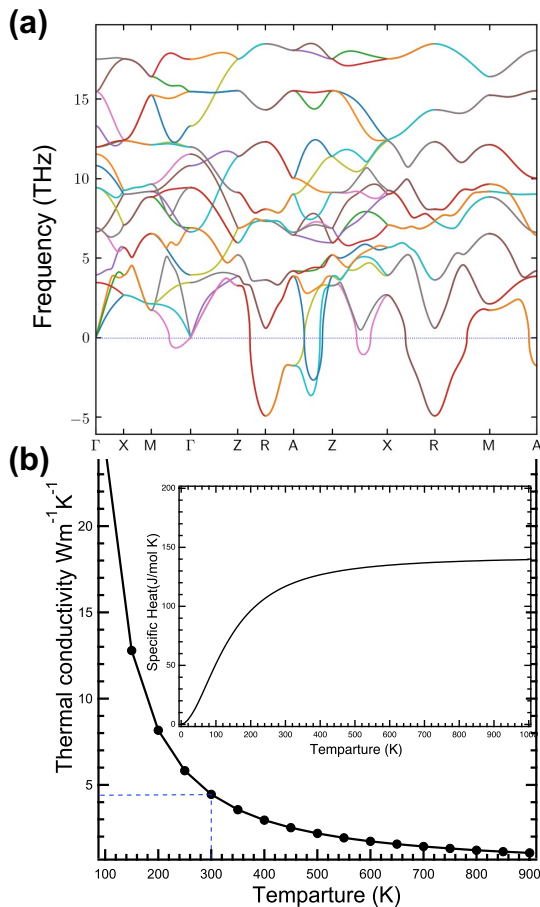 (a)
Frequency (THz)
15
10
5
0
−5
Γ X M Γ Z R A Z X R M A
(b)
Thermal conductivity Wm⁻¹K⁻¹
20
15
10
5
100 200 300 400 500 600 700 800 900
Temparture (K)
Specific Heat(J/mol K)
200
150
100
50
0
0 100 200 300 400 500 600 700 800 900 100
Temparture (K)